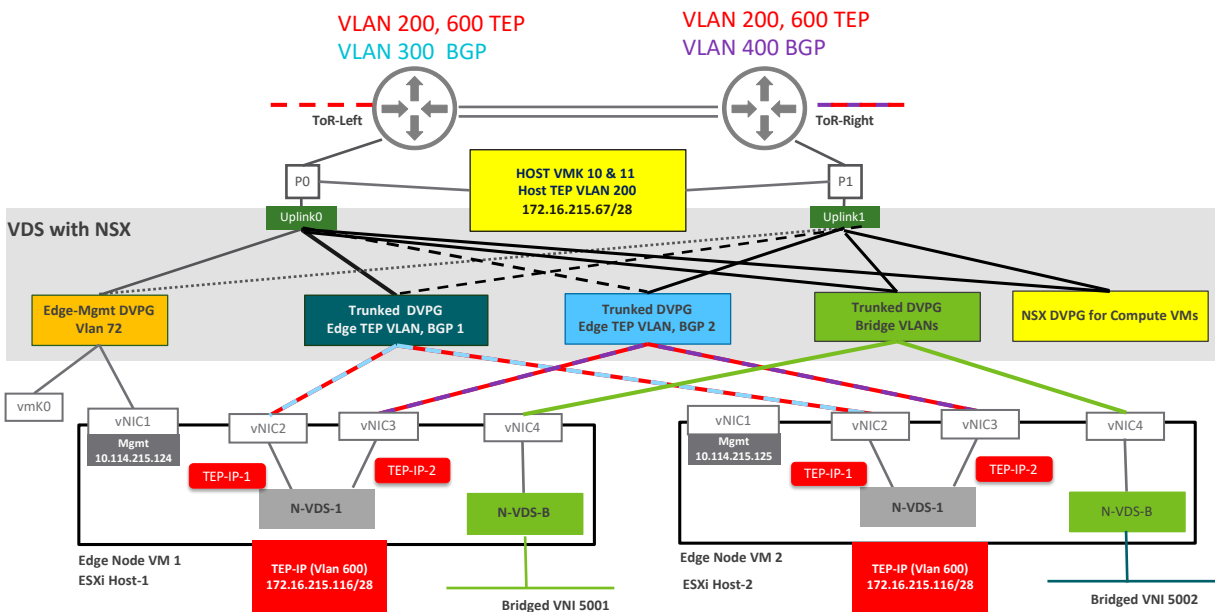 VLAN 200, 600 TEP
VLAN 300  BGP
VLAN 200, 600 TEP
VLAN 400 BGP
ToR-Left
ToR-Right
P0
HOST VMK 10 & 11
Host TEP VLAN 200
172.16.215.67/28
P1
Uplink0
Uplink1
VDS with NSX
Edge-Mgmt DVPG
Vlan 72
Trunked  DVPG
Edge TEP VLAN, BGP 1
Trunked  DVPG
Edge TEP VLAN, BGP 2
Trunked DVPG
Bridge VLANs
NSX DVPG for Compute VMs
vmK0
vNIC1
Mgmt
10.114.215.124
vNIC2
vNIC3
vNIC4
TEP-IP-1
TEP-IP-2
N-VDS-1
N-VDS-B
Edge Node VM 1
ESXi Host-1
TEP-IP (Vlan 600)
172.16.215.116/28
Bridged VNI 5001
vNIC1
Mgmt
10.114.215.125
vNIC2
vNIC3
vNIC4
TEP-IP-1
TEP-IP-2
N-VDS-1
N-VDS-B
Edge Node VM 2
ESXi Host-2
TEP-IP (Vlan 600)
172.16.215.116/28
Bridged VNI 5002